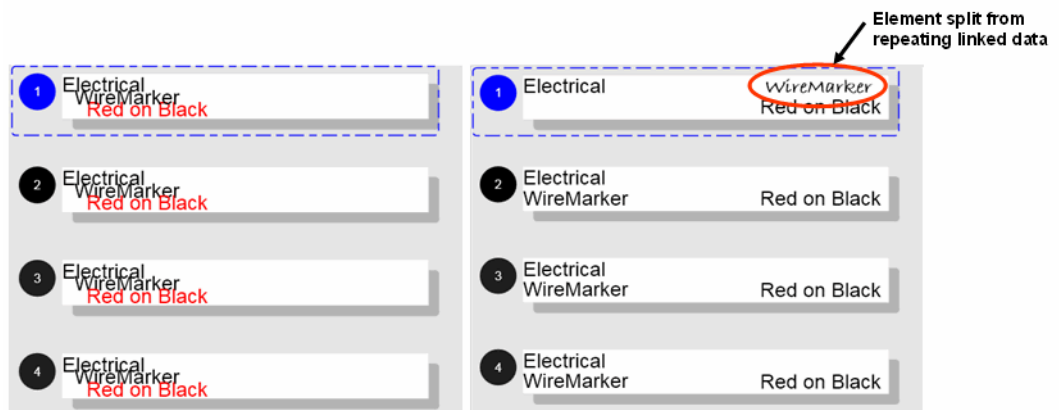 Element split from
repeating linked data
1
Electrical
WireMarker
Red on Black
2
Electrical
WireMarker
Red on Black
3
Electrical
WireMarker
Red on Black
4
Electrical
WireMarker
Red on Black
1
Electrical
WireMarker
Red on Black
2
Electrical
WireMarker
Red on Black
3
Electrical
WireMarker
Red on Black
4
Electrical
WireMarker
Red on Black